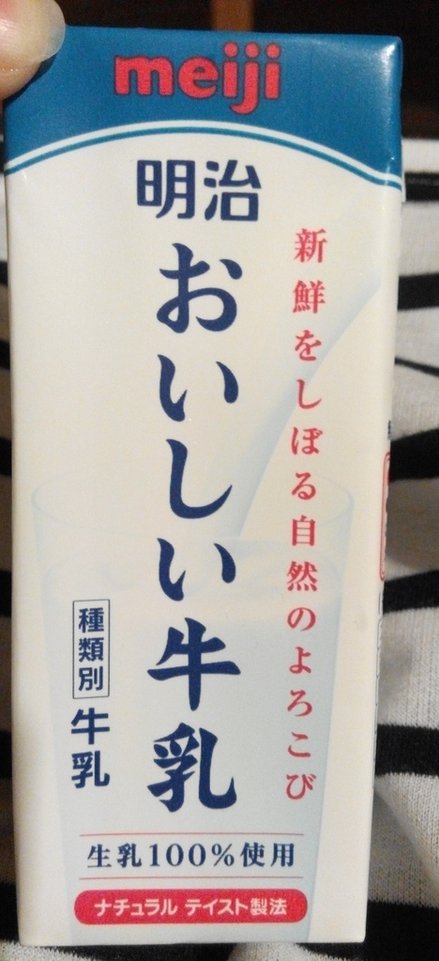 meiji
明治
おいしい牛乳
新鮮をしぼる自然のよろこび
種類別
牛乳
生乳100%使用
ナチュラル テイスト製法